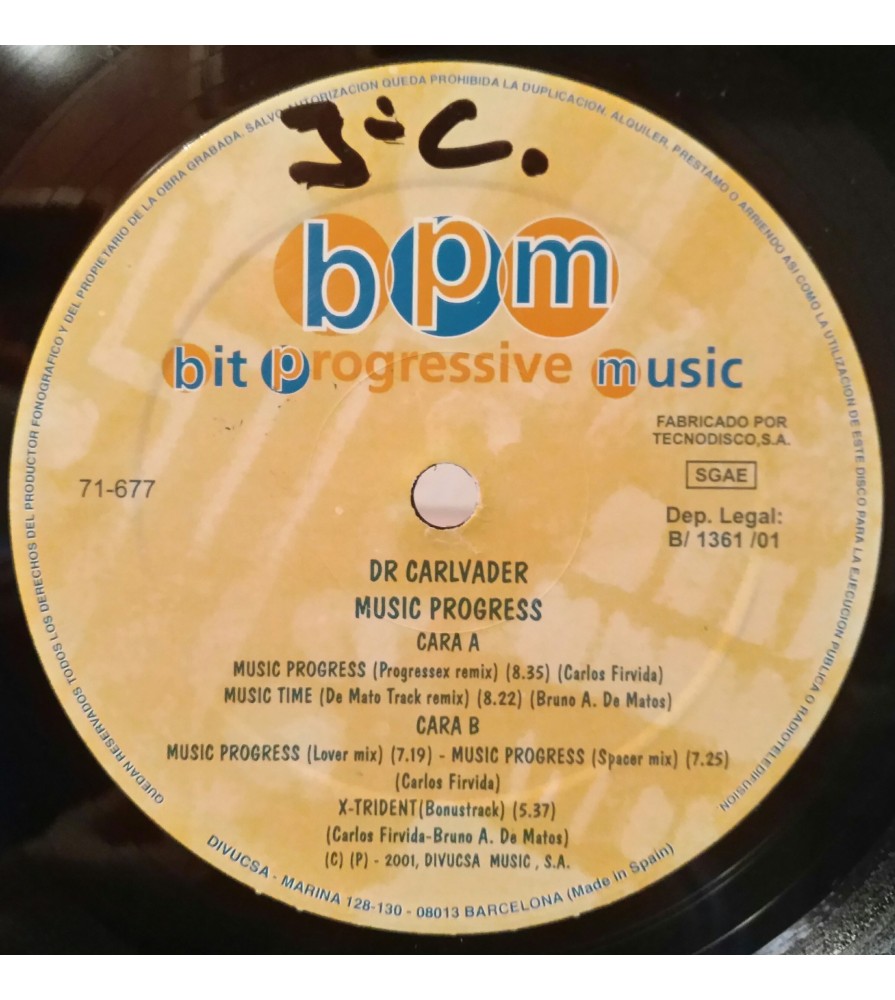 QUEDAN RESERVADOS TODOS LOS DERECHOS DEL PRODUCTOR FONOGRAFICO Y DEL PROPIETARIO DE LA OBRA GRABADA. SALVO AUTORIZACION QUEDA PROHIBIDA LA DUPLICACION, ALQUILER, PRESTAMO O ARRIENDO ASI COMO LA UTILIZACION DE ESTE DISCO PARA LA EJECUCION PUBLICA O RADIOTELEDIFUSION
J-C.
bpm
bit progressive music
FABRICADO POR
TECNODISCO,S.A.
SGAE
71-677
Dep. Legal:
B/ 1361 /01
DR CARLVADER
MUSIC PROGRESS
CARA A
MUSIC PROGRESS (Progressex remix) (8.35) (Carlos Firvida)
MUSIC TIME (De Mato Track remix) (8.22) (Bruno A. De Matos)
CARA B
MUSIC PROGRESS (Lover mix) (7.19) - MUSIC PROGRESS (Spacer mix) (7.25)
(Carlos Firvida)
X-TRIDENT(Bonustrack) (5.37)
(Carlos Firvida-Bruno A. De Matos)
(C) (P) - 2001, DIVUCSA MUSIC , S.A.
DIVUCSA - MARINA 128-130 - 08013 BARCELONA (Made in Spain)